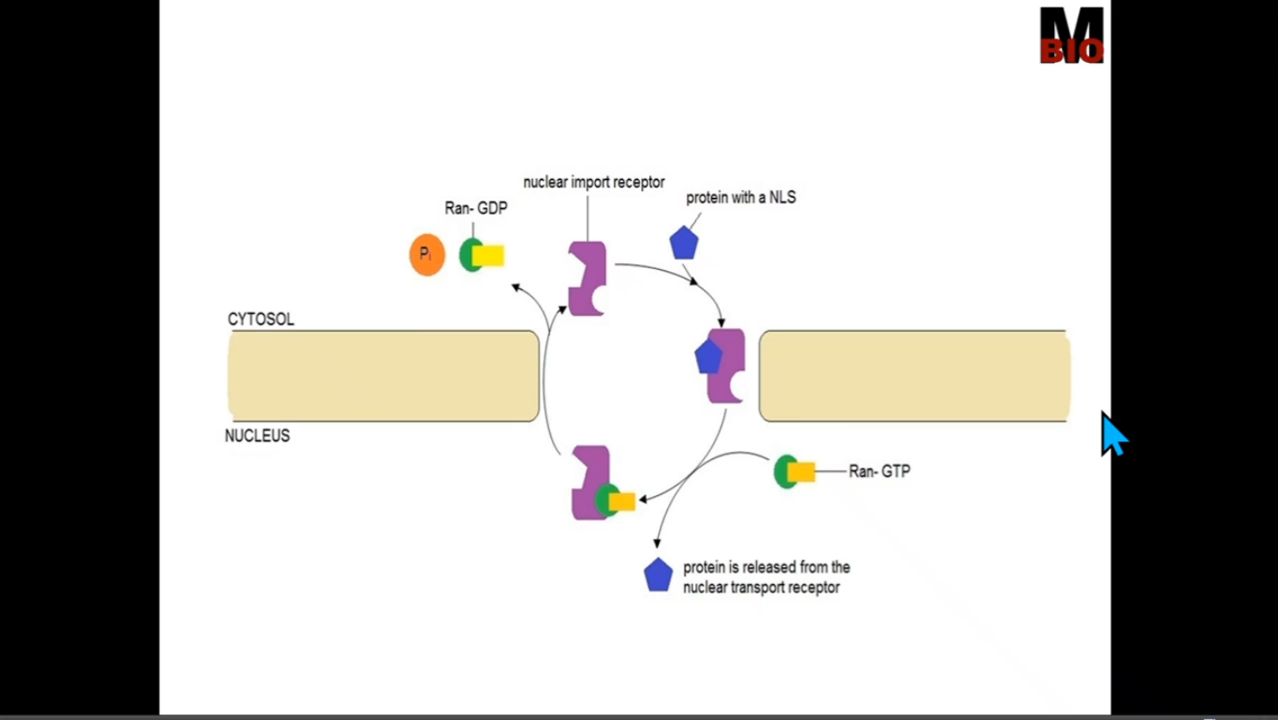 M
BIO
nuclear import receptor
protein with a NLS
Ran- GDP
Pi
CYTOSOL
NUCLEUS
Ran- GTP
protein is released from the
nuclear transport receptor